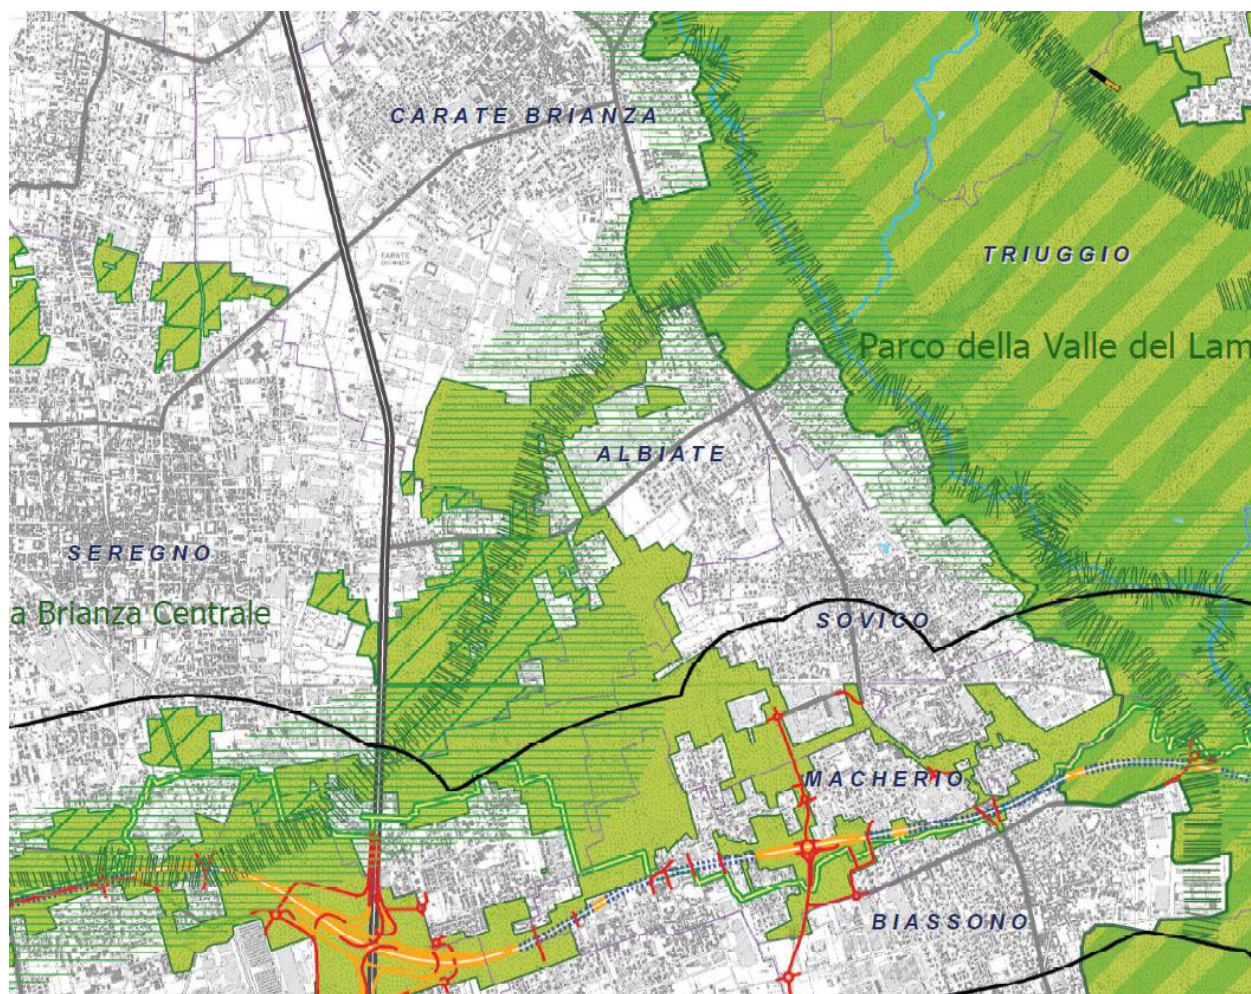 CARATE BRIANZA
TRIUGGIO
Parco della Valle del Lam
ALBIATE
SEREGNO
a Brianza Centrale
SOVICO
MACHERIO
BIASSONO